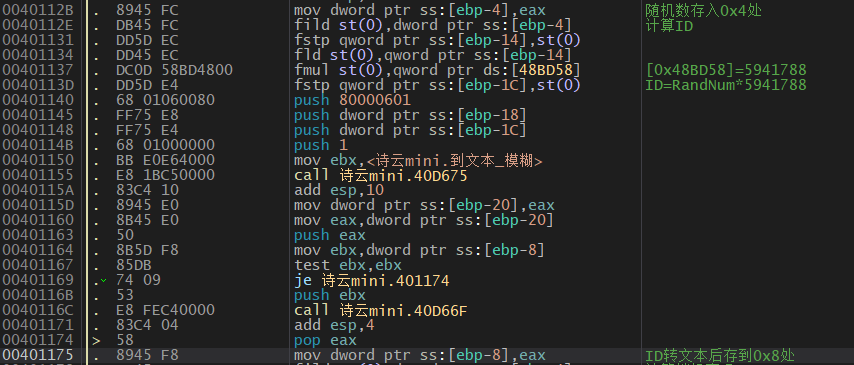 0040112B . 8945 FC mov dword ptr ss:[ebp-4],eax 随机数存入0x4处
0040112E . DB45 FC fild st(0),dword ptr ss:[ebp-4] 计算ID
00401131 . DD5D EC fstp qword ptr ss:[ebp-14],st(0)
00401134 . DD45 EC fld st(0),qword ptr ss:[ebp-14]
00401137 . DC0D 58BD4800 fmul st(0),qword ptr ds:[48BD58] [0x48BD58]=5941788
0040113D . DD5D E4 fstp qword ptr ss:[ebp-1C],st(0) ID=RandNum*5941788
00401140 . 68 01060080 push 80000601
00401145 . FF75 E8 push dword ptr ss:[ebp-18]
00401148 . FF75 E4 push dword ptr ss:[ebp-1C]
0040114B . 68 01000000 push 1
00401150 . BB E0E64000 mov ebx,<诗云mini.到文本_模糊>
00401155 . E8 1BC50000 call 诗云mini.40D675
0040115A . 83C4 10 add esp,10
0040115D . 8945 E0 mov dword ptr ss:[ebp-20],eax
00401160 . 8B45 E0 mov eax,dword ptr ss:[ebp-20]
00401163 . 50 push eax
00401164 . 8B5D F8 mov ebx,dword ptr ss:[ebp-8]
00401167 . 85DB test ebx,ebx
00401169 . 74 09 je 诗云mini.401174
0040116B . 53 push ebx
0040116C . E8 FEC40000 call 诗云mini.40D66F
00401171 . 83C4 04 add esp,4
00401174 > 58 pop eax
00401175 . 8945 F8 mov dword ptr ss:[ebp-8],eax ID转文本后存到0x8处